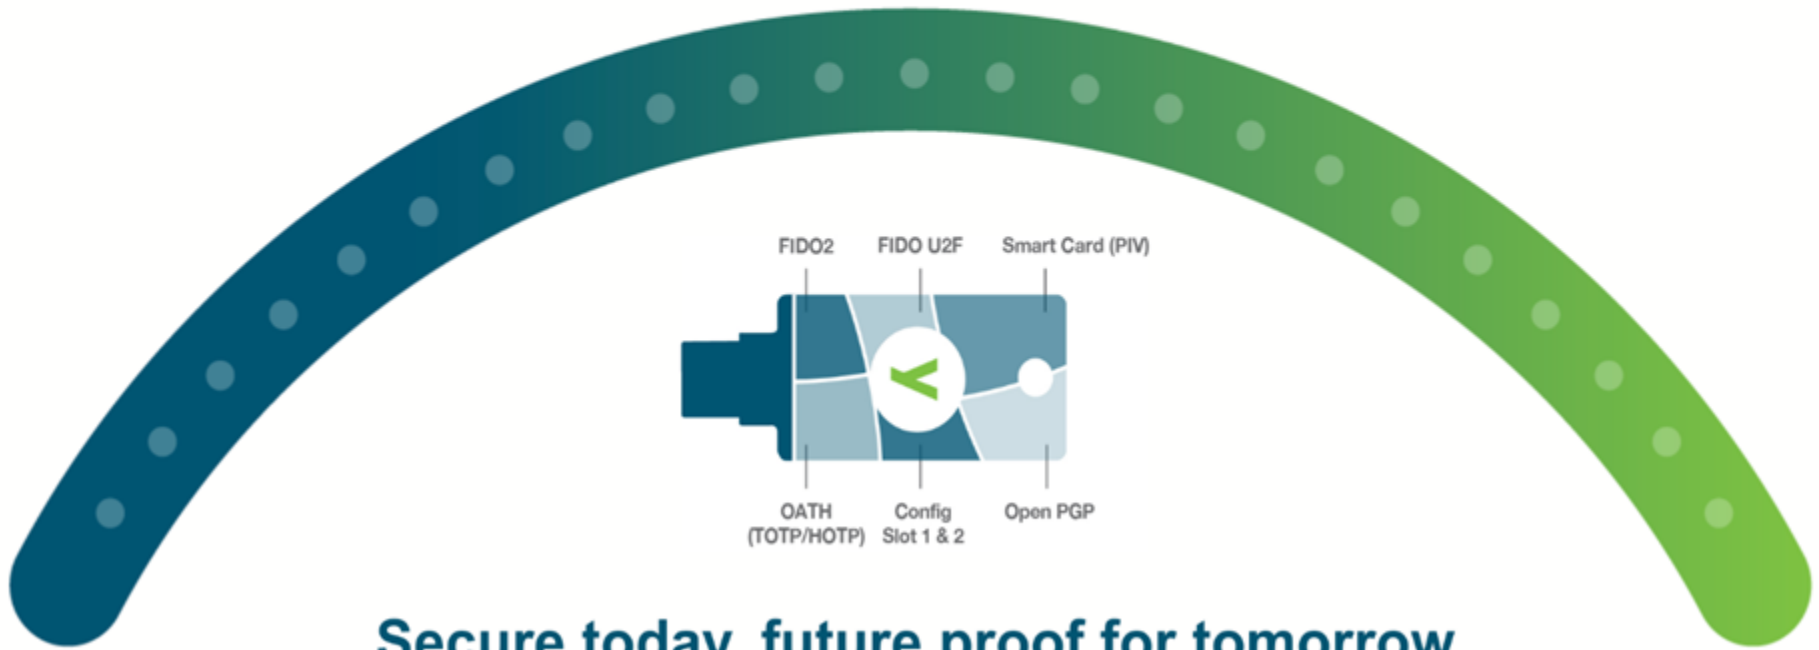 FIDO2
FIDO U2F
Smart Card (PIV)
OATH
(TOTP/HOTP)
Config
Slot 1 & 2
Open PGP
Secure today, future proof for tomorrow